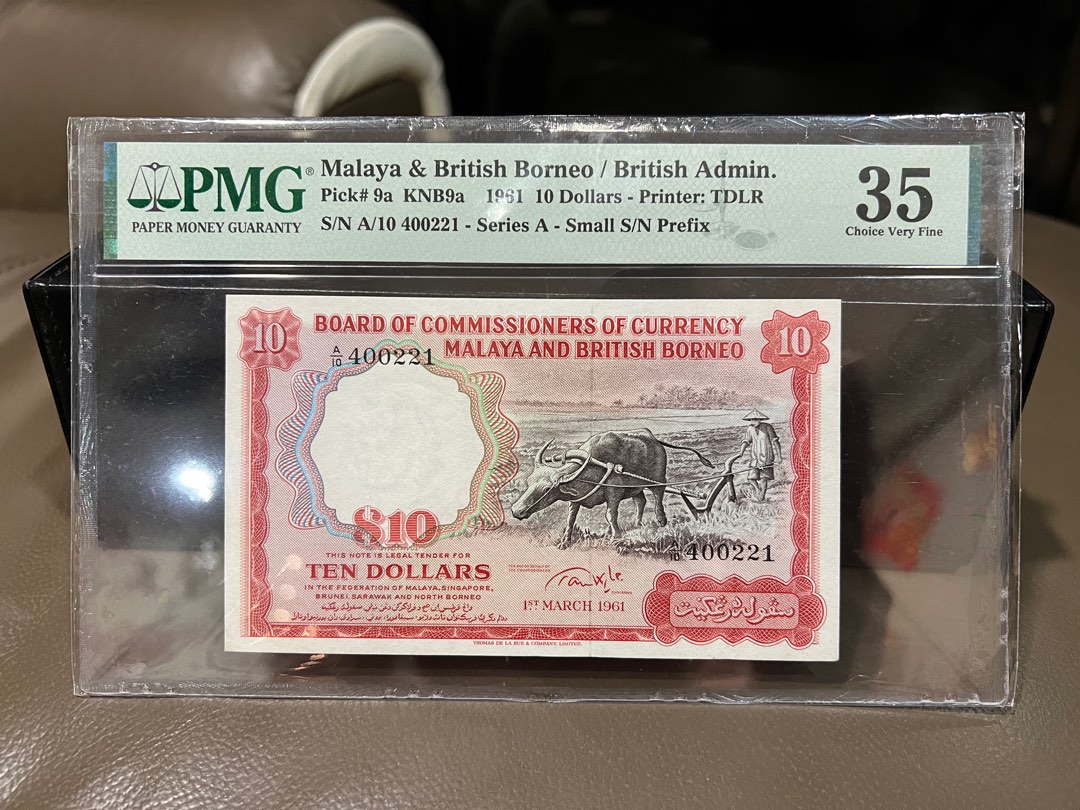 PMG®
PAPER MONEY GUARANTY
Malaya & British Borneo / British Admin.
Pick# 9a KNB9a 1961 10 Dollars - Printer: TDLR
S/N A/10 400221 - Series A - Small S/N Prefix
35
Choice Very Fine
10
BOARD OF COMMISSIONERS OF CURRENCY
MALAYA AND BRITISH BORNEO
10
A/10 400221
$10
THIS NOTE IS LEGAL TENDER FOR
TEN DOLLARS
IN THE FEDERATION OF MALAYA, SINGAPORE,
BRUNEI, SARAWAK AND NORTH BORNEO
A/10 400221
1ST MARCH 1961
سڤوله رڠݢيت
THOMAS DE LA RUE & COMPANY, LIMITED.